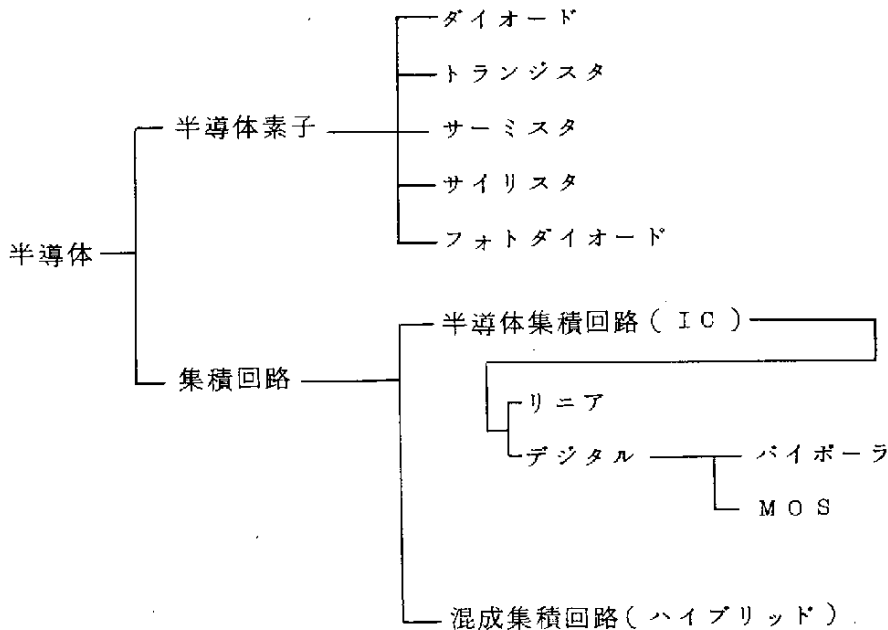 ダイオード
トランジスタ
半導体素子
サーミスタ
サイリスタ
フォトダイオード
半導体
半導体集積回路(IC)
集積回路
リニア
デジタル
バイポーラ
MOS
混成集積回路(ハイブリッド)